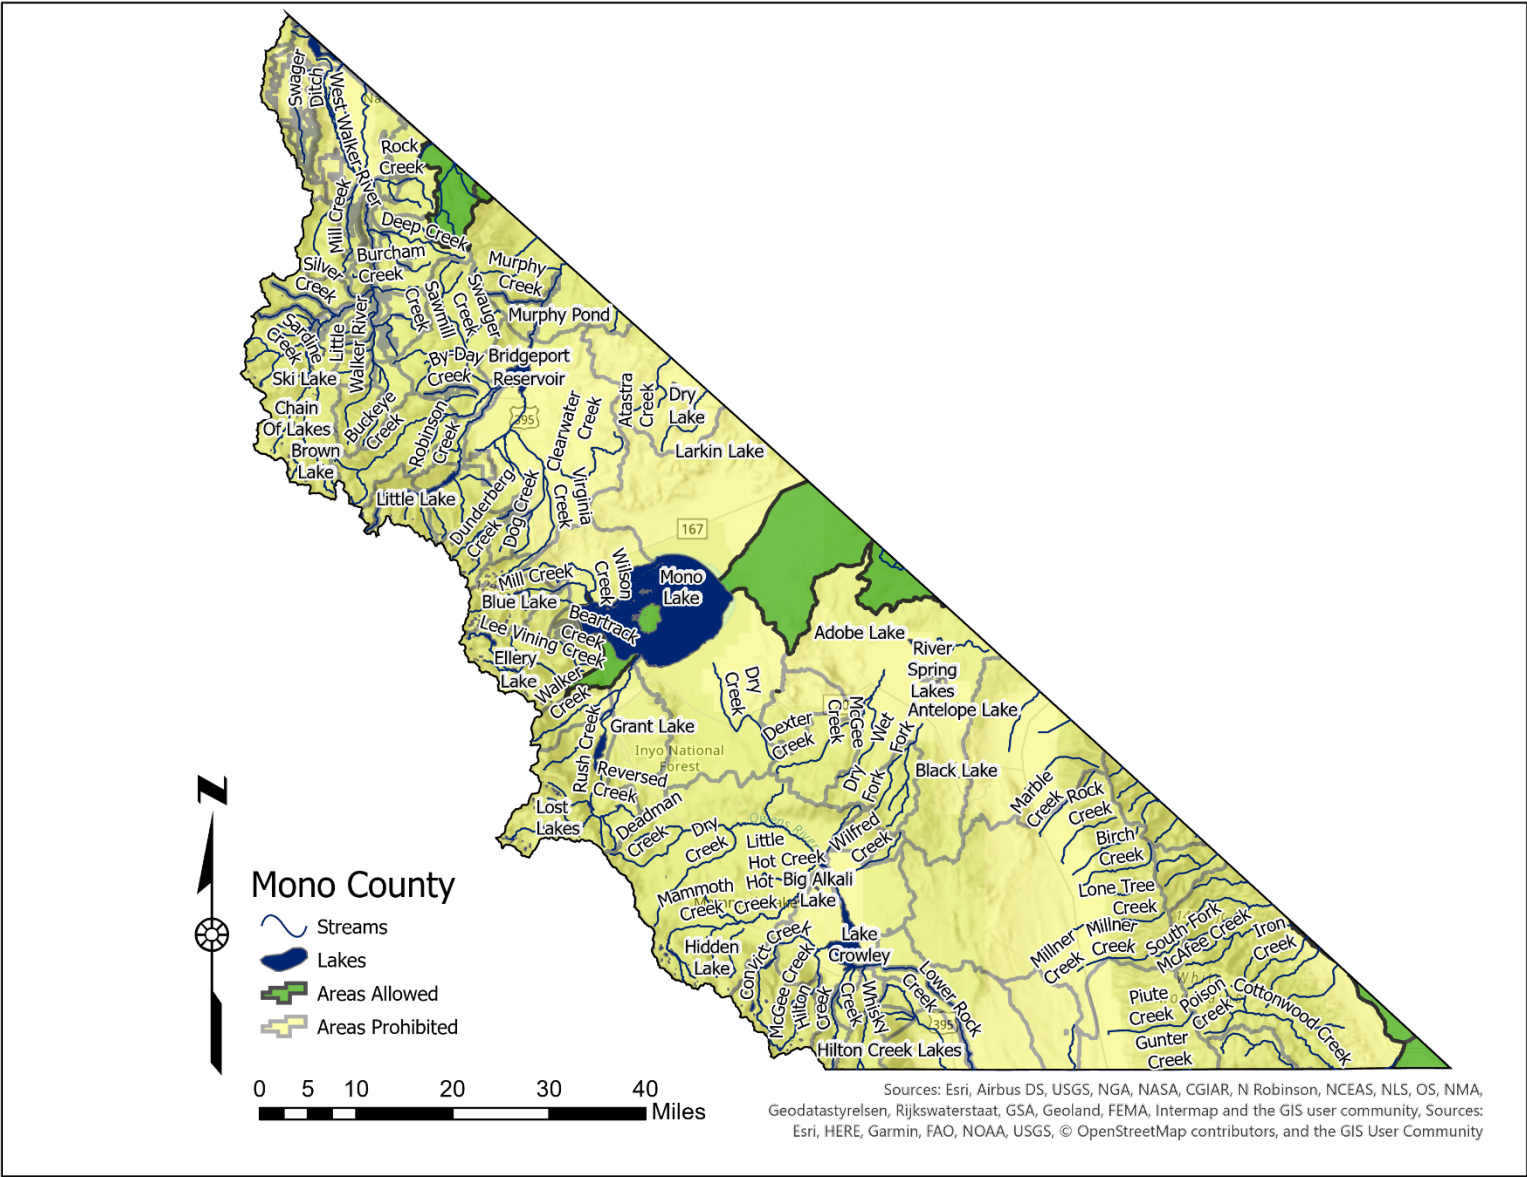 Swager
Ditch
West Walker River
Na
Rock
Creek
Mill Creek
Deep Creek
Burcham
Creek
Silver
Creek
Murphy
Creek
Swauger
Creek
Sawmill
Creek
Murphy Pond
Sardine
Creek
Little
Walker River
By-Day
Creek
Bridgeport
Reservoir
Ski Lake
Chain
Of Lakes
Brown
Lake
Buckeye
Creek
Robinson
Creek
395
Clearwater
Creek
Atastra
Creek
Dry
Lake
Larkin Lake
Little Lake
Dunderberg
Creek
Dog Creek
Virginia
Creek
167
Mill Creek
Wilson
Creek
Mono
Lake
Blue Lake
Beartrack
Creek
Lee Vining Creek
Ellery
Lake
Walker
Creek
Adobe Lake
River
Spring
Lakes
Antelope Lake
Dry
Creek
Grant Lake
Inyo National
Forest
Rush Creek
Dexter
Creek
McGee
Creek
Wet
Fork
Dry
Fork
Black Lake
Reversed
Creek
Lost
Lakes
Deadman
Creek
Dry
Creek
Owens River
Little
Hot Creek
Wilfred
Creek
Marble
Creek
Rock
Creek
Birch
Creek
Mammoth
Creek
Hot
Creek
Big Alkali
Lake
Lone Tree
Creek
Hidden
Lake
Convict Creek
Lake
Crowley
Millner
Creek
Millner
Creek
South Fork
McAfee Creek
Iron
Creek
McGee Creek
Hilton
Creek
Whisky
Creek
Lower Rock
Creek
395
Piute
Creek
Poison
Creek
Cottonwood Creek
Gunter
Creek
Hilton Creek Lakes
N
Mono County
Streams
Lakes
Areas Allowed
Areas Prohibited
0 5 10 20 30 40
Miles
Sources: Esri, Airbus DS, USGS, NGA, NASA, CGIAR, N Robinson, NCEAS, NLS, OS, NMA,
Geodatastyrelsen, Rijkswaterstaat, GSA, Geoland, FEMA, Intermap and the GIS user community, Sources:
Esri, HERE, Garmin, FAO, NOAA, USGS, © OpenStreetMap contributors, and the GIS User Community